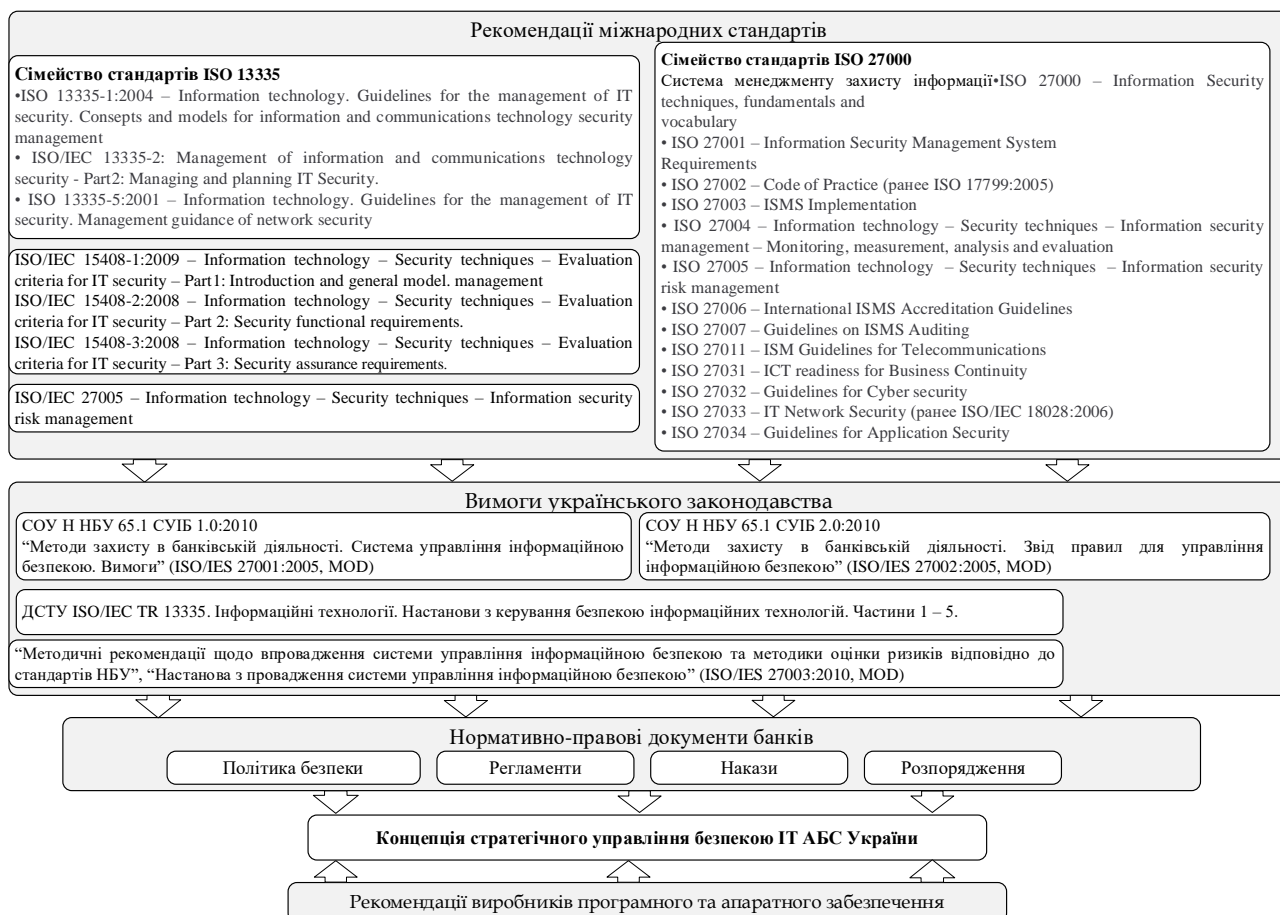 Рекомендації міжнародних стандартів
Сімейство стандартів ISO 13335
•ISO 13335-1:2004 – Information technology. Guidelines for the management of IT
security. Consepts and models for information and communications technology security
management
• ISO/IEC 13335-2: Management of information and communications technology
security - Part2: Managing and planning IT Security.
• ISO 13335-5:2001 – Information technology. Guidelines for the management of IT
security. Management guidance of network security
ISO/IEC 15408-1:2009 – Information technology – Security techniques – Evaluation
criteria for IT security – Part1: Introduction and general model. management
ISO/IEC 15408-2:2008 – Information technology – Security techniques – Evaluation
criteria for IT security – Part 2: Security functional requirements.
ISO/IEC 15408-3:2008 – Information technology – Security techniques – Evaluation
criteria for IT security – Part 3: Security assurance requirements.
ISO/IEC 27005 – Information technology – Security techniques – Information security
risk management
Сімейство стандартів ISO 27000
Система менеджменту захисту інформації•ISO 27000 – Information Security
techniques, fundamentals and
vocabulary
• ISO 27001 – Information Security Management System
Requirements
• ISO 27002 – Code of Practice (ранее ISO 17799:2005)
• ISO 27003 – ISMS Implementation
• ISO 27004 – Information technology – Security techniques – Information security
management – Monitoring, measurement, analysis and evaluation
• ISO 27005 – Information technology – Security techniques – Information security
risk management
• ISO 27006 – International ISMS Accreditation Guidelines
• ISO 27007 – Guidelines on ISMS Auditing
• ISO 27011 – ISM Guidelines for Telecommunications
• ISO 27031 – ICT readiness for Business Continuity
• ISO 27032 – Guidelines for Cyber security
• ISO 27033 – IT Network Security (ранее ISO/IEC 18028:2006)
• ISO 27034 – Guidelines for Application Security
Вимоги українського законодавства
СОУ Н НБУ 65.1 СУІБ 1.0:2010
“Методи захисту в банківській діяльності. Система управління інформаційною
безпекою. Вимоги” (ISO/IES 27001:2005, MOD)
СОУ Н НБУ 65.1 СУІБ 2.0:2010
“Методи захисту в банківській діяльності. Звід правил для управління
інформаційною безпекою” (ISO/IES 27002:2005, MOD)
ДСТУ ISO/IEC TR 13335. Інформаційні технології. Настанови з керування безпекою інформаційних технологій. Частини 1 – 5.
“Методичні рекомендації щодо впровадження системи управління інформаційною безпекою та методики оцінки ризиків відповідно до
стандартів НБУ”, “Настанова з провадження системи управління інформаційною безпекою” (ISO/IES 27003:2010, MOD)
Нормативно-правові документи банків
Політика безпеки
Регламенти
Накази
Розпорядження
Концепція стратегічного управління безпекою ІТ АБС України
Рекомендації виробників програмного та апаратного забезпечення